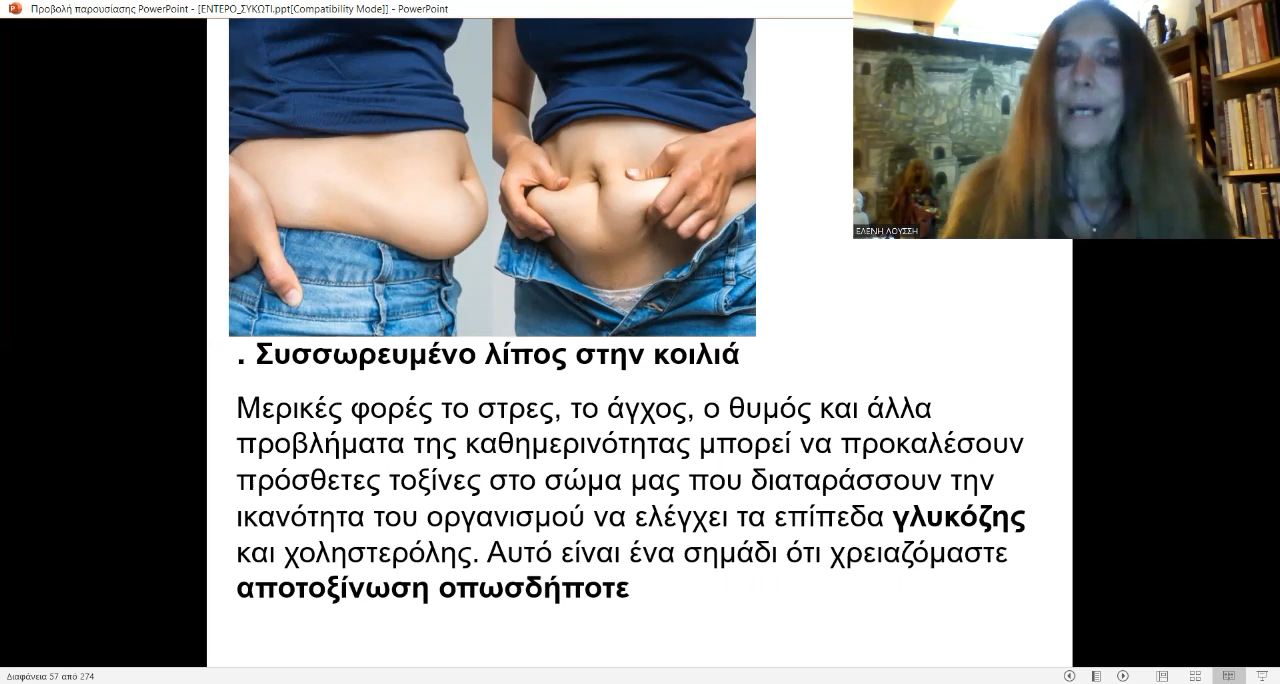 Προβολή παρουσίασης PowerPoint - [ΕΝΤΕΡΟ_ΣΥΚΩΤΙ.ppt[Compatibility Mode]] - PowerPoint
ΕΛΕΝΗ ΛΟΥΣΣΗ
. Συσσωρευμένο λίπος στην κοιλιά
Μερικές φορές το στρες, το άγχος, ο θυμός και άλλα
προβλήματα της καθημερινότητας μπορεί να προκαλέσουν
πρόσθετες τοξίνες στο σώμα μας που διαταράσσουν την
ικανότητα του οργανισμού να ελέγχει τα επίπεδα γλυκόζης
και χοληστερόλης. Αυτό είναι ένα σημάδι ότι χρειαζόμαστε
αποτοξίνωση οπωσδήποτε
Διαφάνεια 57 από 274